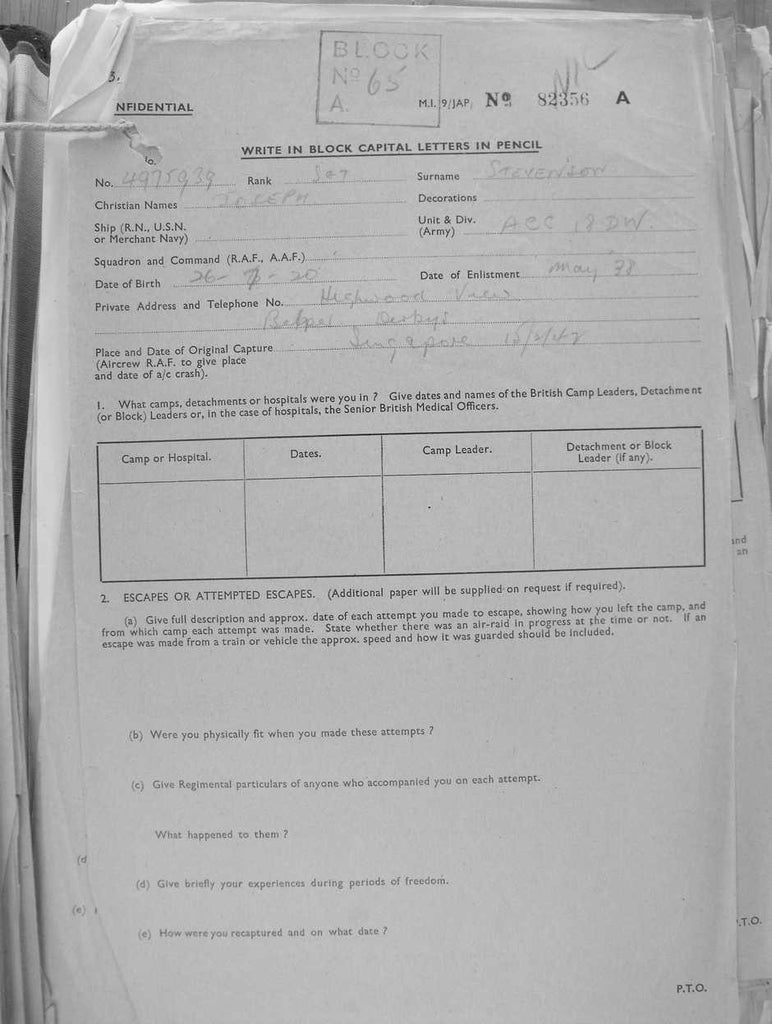 3.
BLOCK
Nº 65
A.
NFIDENTIAL
M.I. 9/JAP. Nº 82356 A
WRITE IN BLOCK CAPITAL LETTERS IN PENCIL
No. 4975939 Rank SGT Surname STEVENSON
Christian Names JOSEPH Decorations
Ship (R.N., U.S.N.
or Merchant Navy)
Unit & Div.
(Army) ACC 18 DIV.
Squadron and Command (R.A.F., A.A.F.)
Date of Birth 26- -20 Date of Enlistment May 38
Private Address and Telephone No. Highwood View
Belper Derbys
Place and Date of Original Capture Singapore 15/2/42
(Aircrew R.A.F. to give place
and date of a/c crash).
1. What camps, detachments or hospitals were you in ? Give dates and names of the British Camp Leaders, Detachment
(or Block) Leaders or, in the case of hospitals, the Senior British Medical Officers.
Camp or Hospital. Dates. Camp Leader. Detachment or Block
Leader (if any).
2. ESCAPES OR ATTEMPTED ESCAPES. (Additional paper will be supplied on request if required).
(a) Give full description and approx. date of each attempt you made to escape, showing how you left the camp, and
from which camp each attempt was made. State whether there was an air-raid in progress at the time or not. If an
escape was made from a train or vehicle the approx. speed and how it was guarded should be included.
(b) Were you physically fit when you made these attempts ?
(c) Give Regimental particulars of anyone who accompanied you on each attempt.
What happened to them ?
(d
(d) Give briefly your experiences during periods of freedom.
(e)
(e) How were you recaptured and on what date ?
P.T.O.
and
an
.T.O.